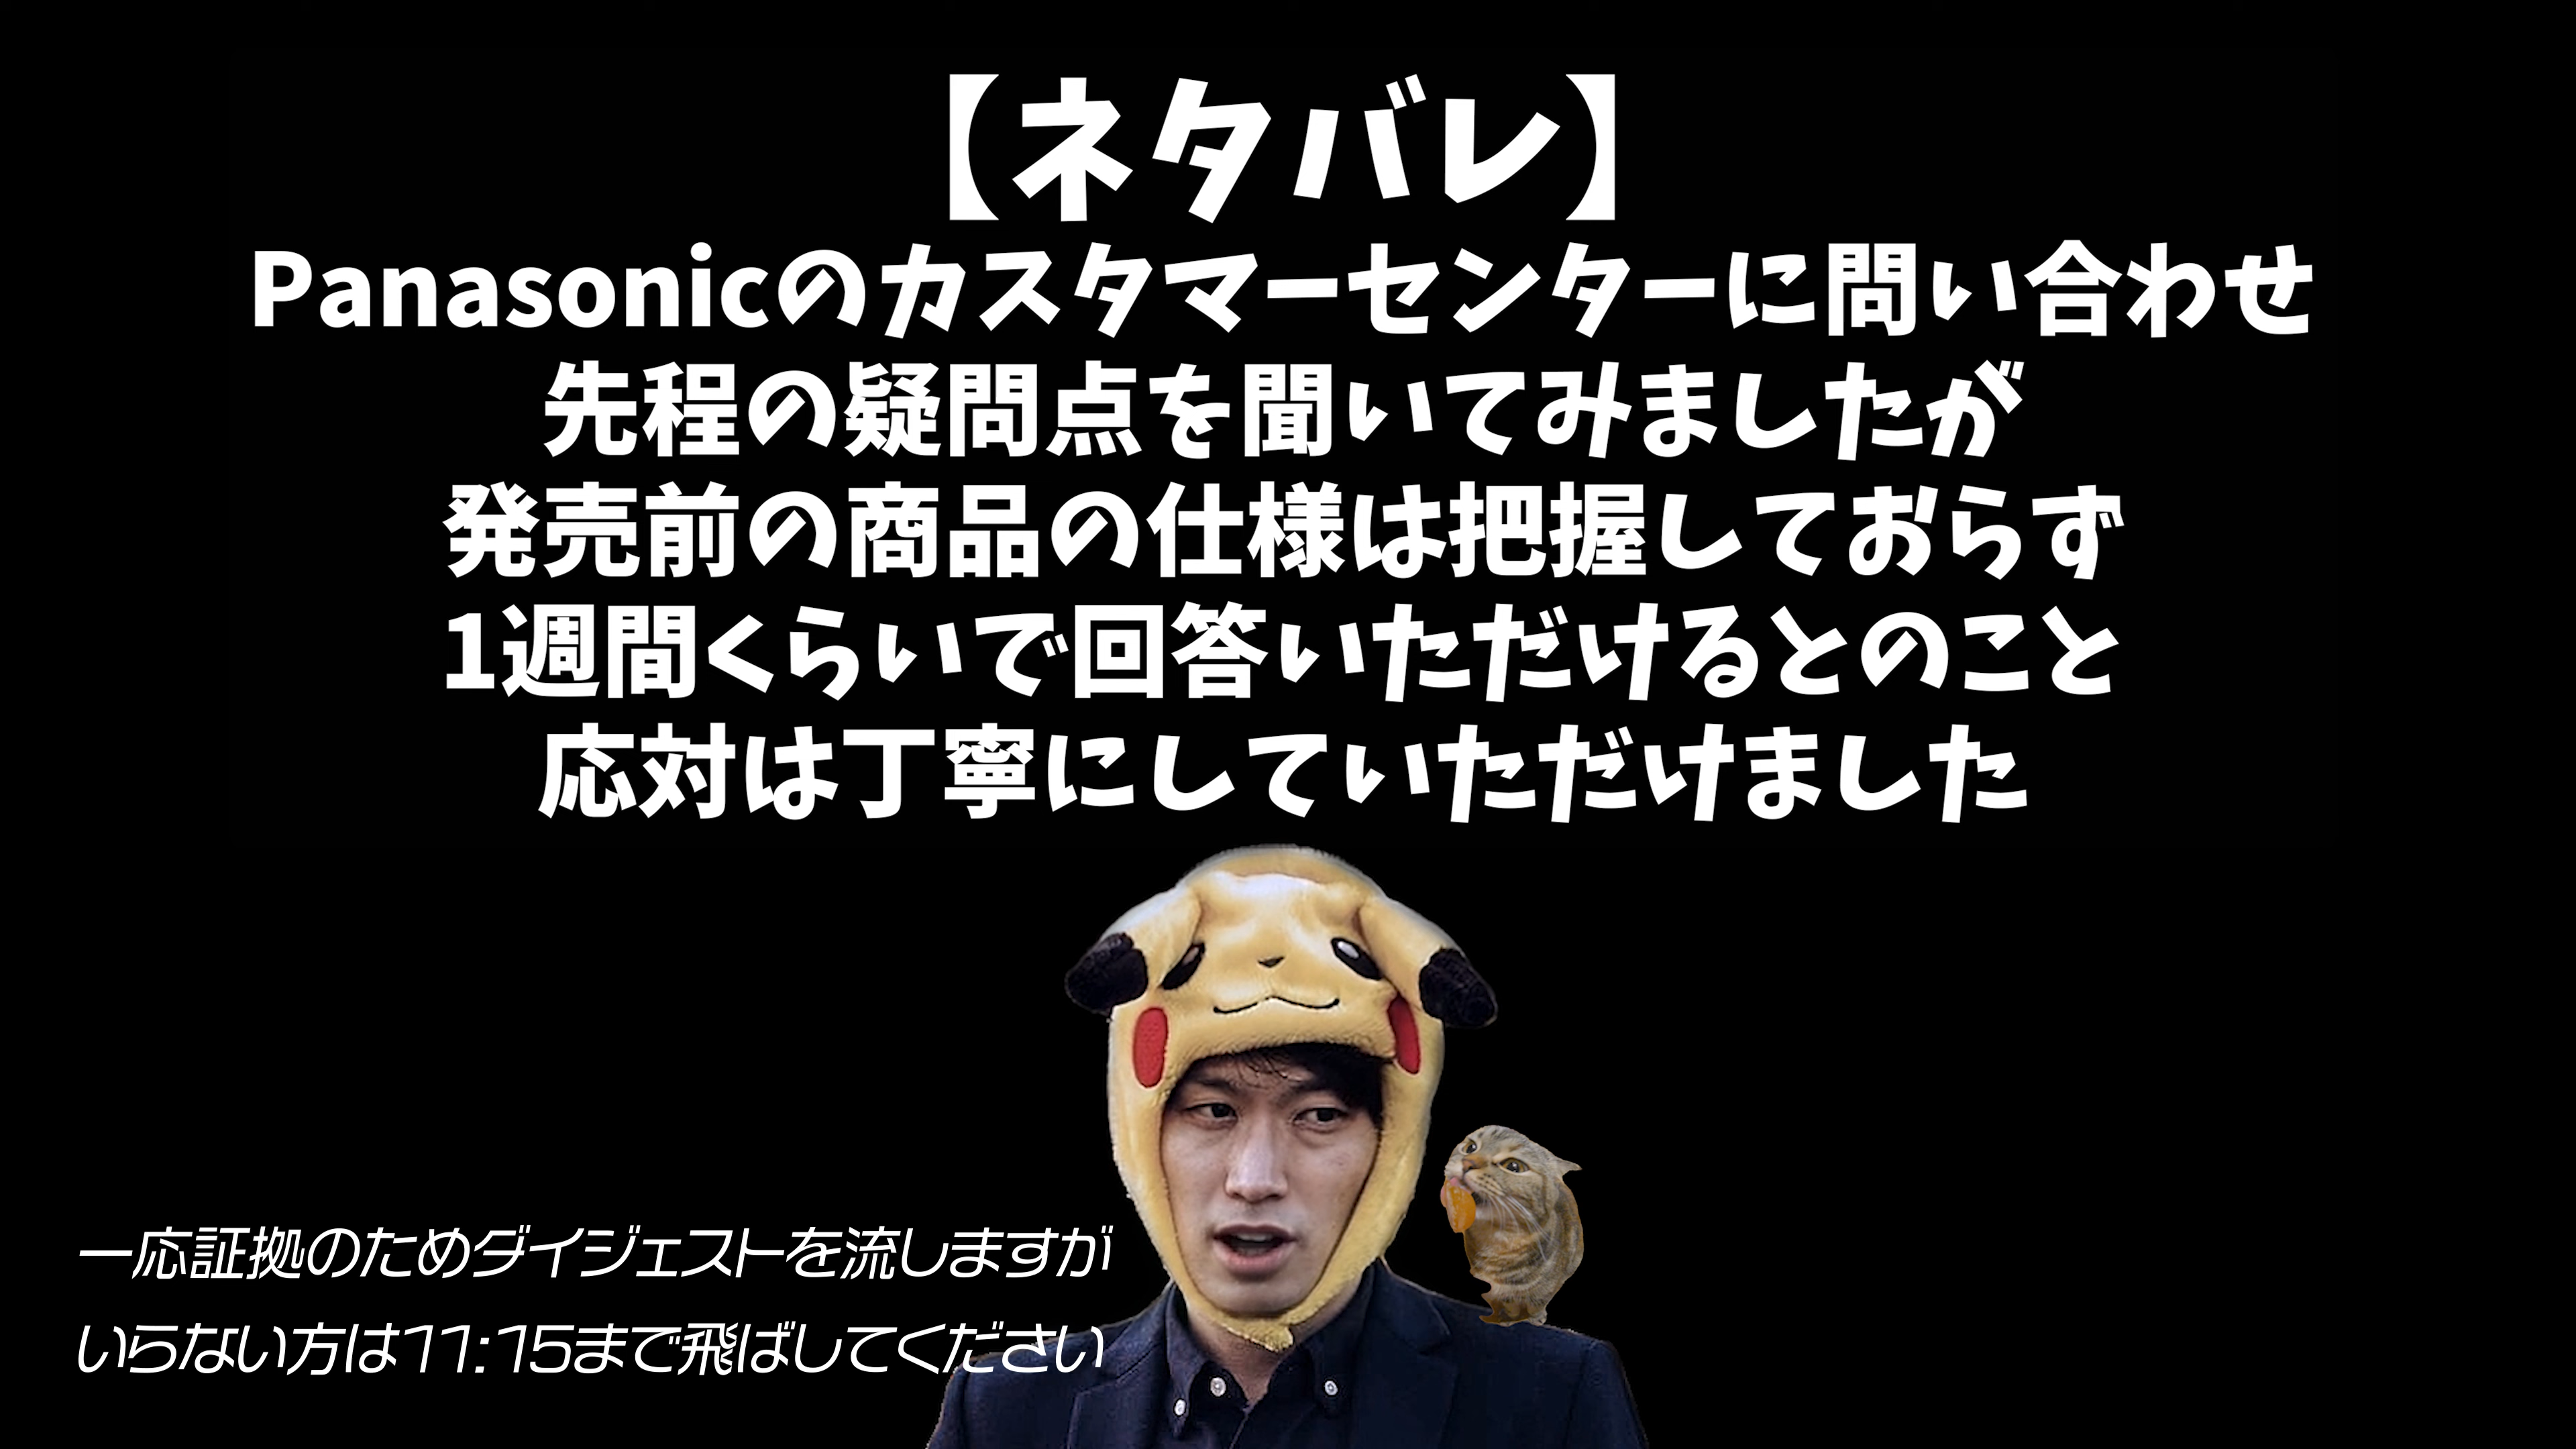 【ネタバレ】
Panasonicのカスタマーセンターに問い合わせ
先程の疑問点を聞いてみましたが
発売前の商品の仕様は把握しておらず
1週間くらいで回答いただけるとのこと
応対は丁寧にしていただけました
一応証拠のためダイジェストを流しますが
いらない方は11:15まで飛ばしてください